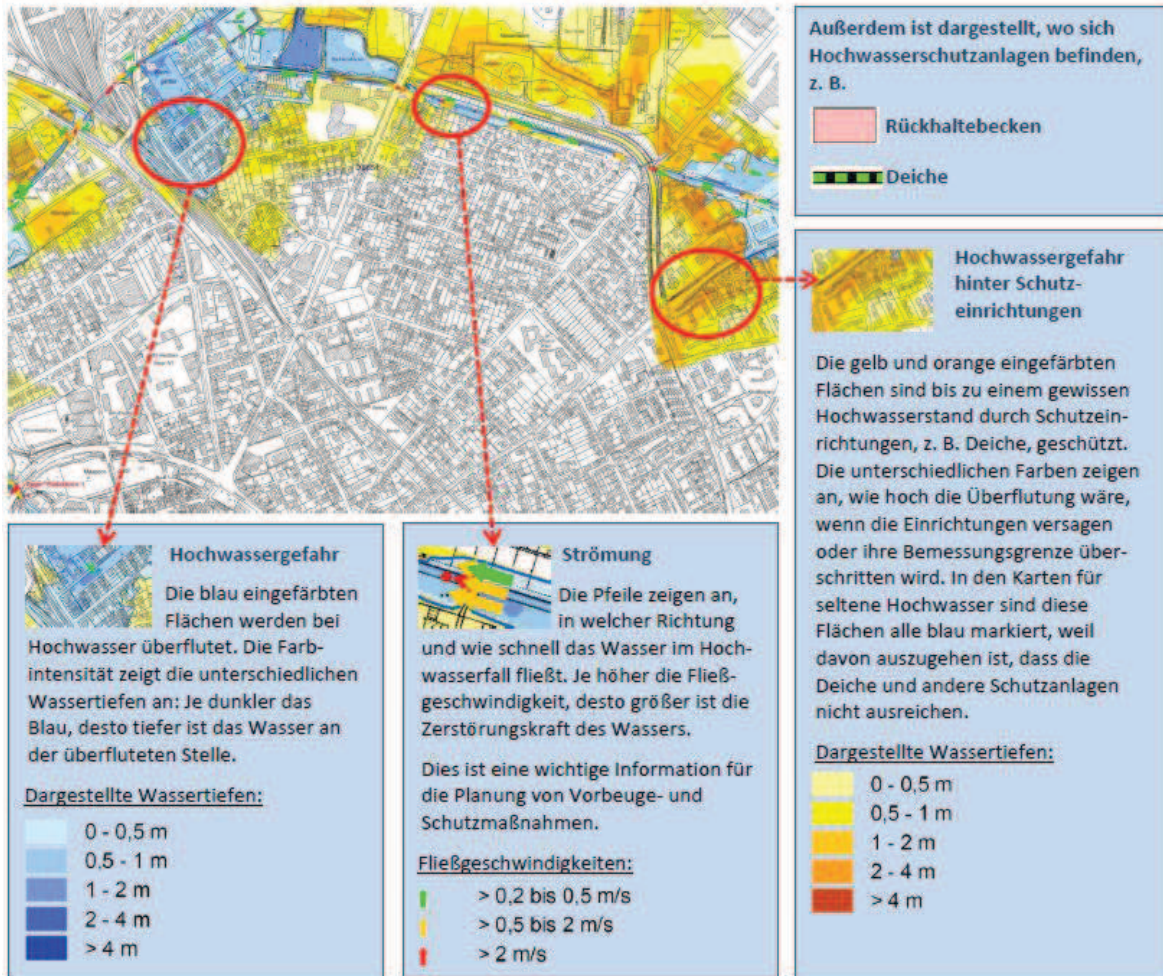 Außerdem ist dargestellt, wo sich
Hochwasserschutzanlagen befinden,
z. B.
Rückhaltebecken
Deiche
Hochwassergefahr
hinter Schutz-
einrichtungen
Die gelb und orange eingefärbten
Flächen sind bis zu einem gewissen
Hochwasserstand durch Schutzein-
richtungen, z. B. Deiche, geschützt.
Die unterschiedlichen Farben zeigen
an, wie hoch die Überflutung wäre,
wenn die Einrichtungen versagen
oder ihre Bemessungsgrenze über-
schritten wird. In den Karten für
seltene Hochwasser sind diese
Flächen alle blau markiert, weil
davon auszugehen ist, dass die
Deiche und andere Schutzanlagen
nicht ausreichen.
Dargestellte Wassertiefen:
0 - 0,5 m
0,5 - 1 m
1 - 2 m
2 - 4 m
> 4 m
Hochwassergefahr
Die blau eingefärbten
Flächen werden bei
Hochwasser überflutet. Die Farb-
intensität zeigt die unterschiedlichen
Wassertiefen an: Je dunkler das
Blau, desto tiefer ist das Wasser an
der überfluteten Stelle.
Dargestellte Wassertiefen:
0 - 0,5 m
0,5 - 1 m
1 - 2 m
2 - 4 m
> 4 m
Strömung
Die Pfeile zeigen an,
in welcher Richtung
und wie schnell das Wasser im Hoch-
wasserfall fließt. Je höher die Fließ-
geschwindigkeit, desto größer ist die
Zerstörungskraft des Wassers.
Dies ist eine wichtige Information für
die Planung von Vorbeuge- und
Schutzmaßnahmen.
Fließgeschwindigkeiten:
> 0,2 bis 0,5 m/s
> 0,5 bis 2 m/s
> 2 m/s